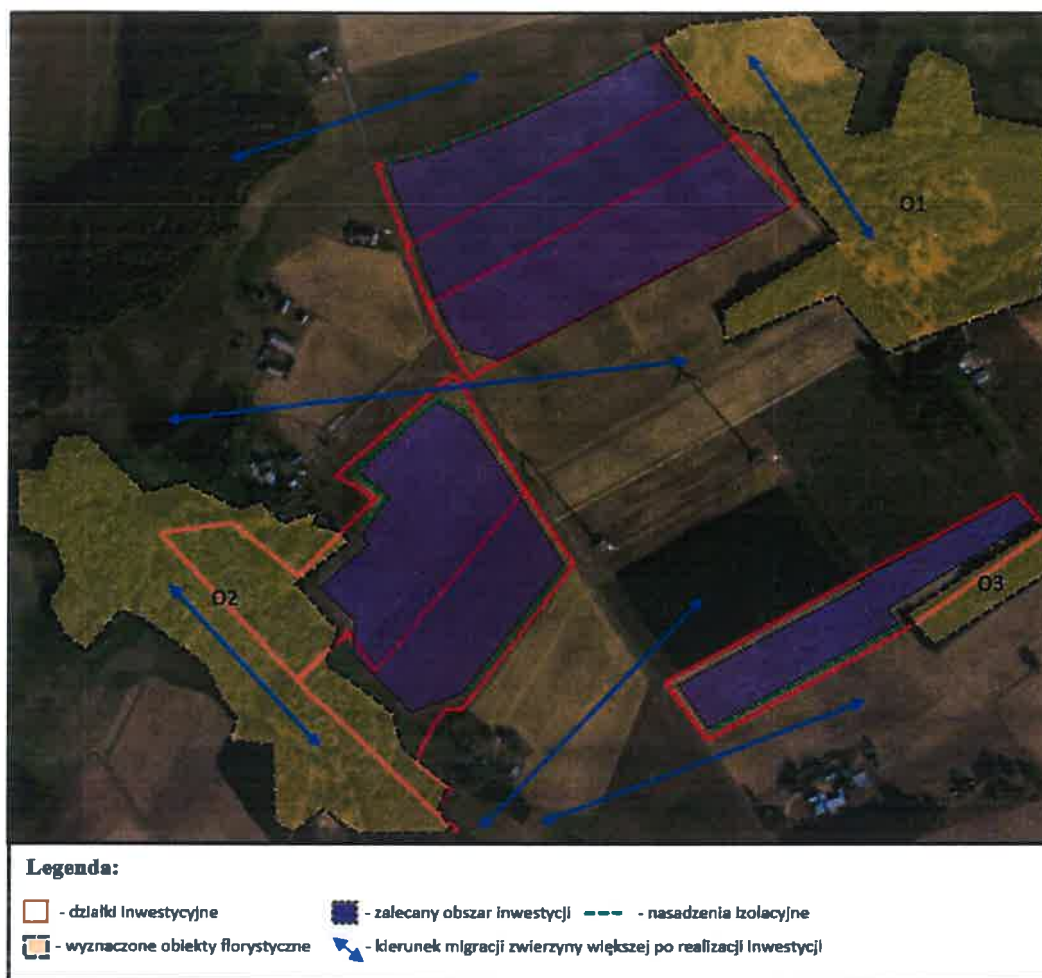 O1
O2
O3
Legenda:
- działki inwestycyjne - zalecany obszar inwestycji - nasadzenia izolacyjne
- wyznaczone obiekty florystyczne - kierunek migracji zwierzyny większej po realizacji inwestycji